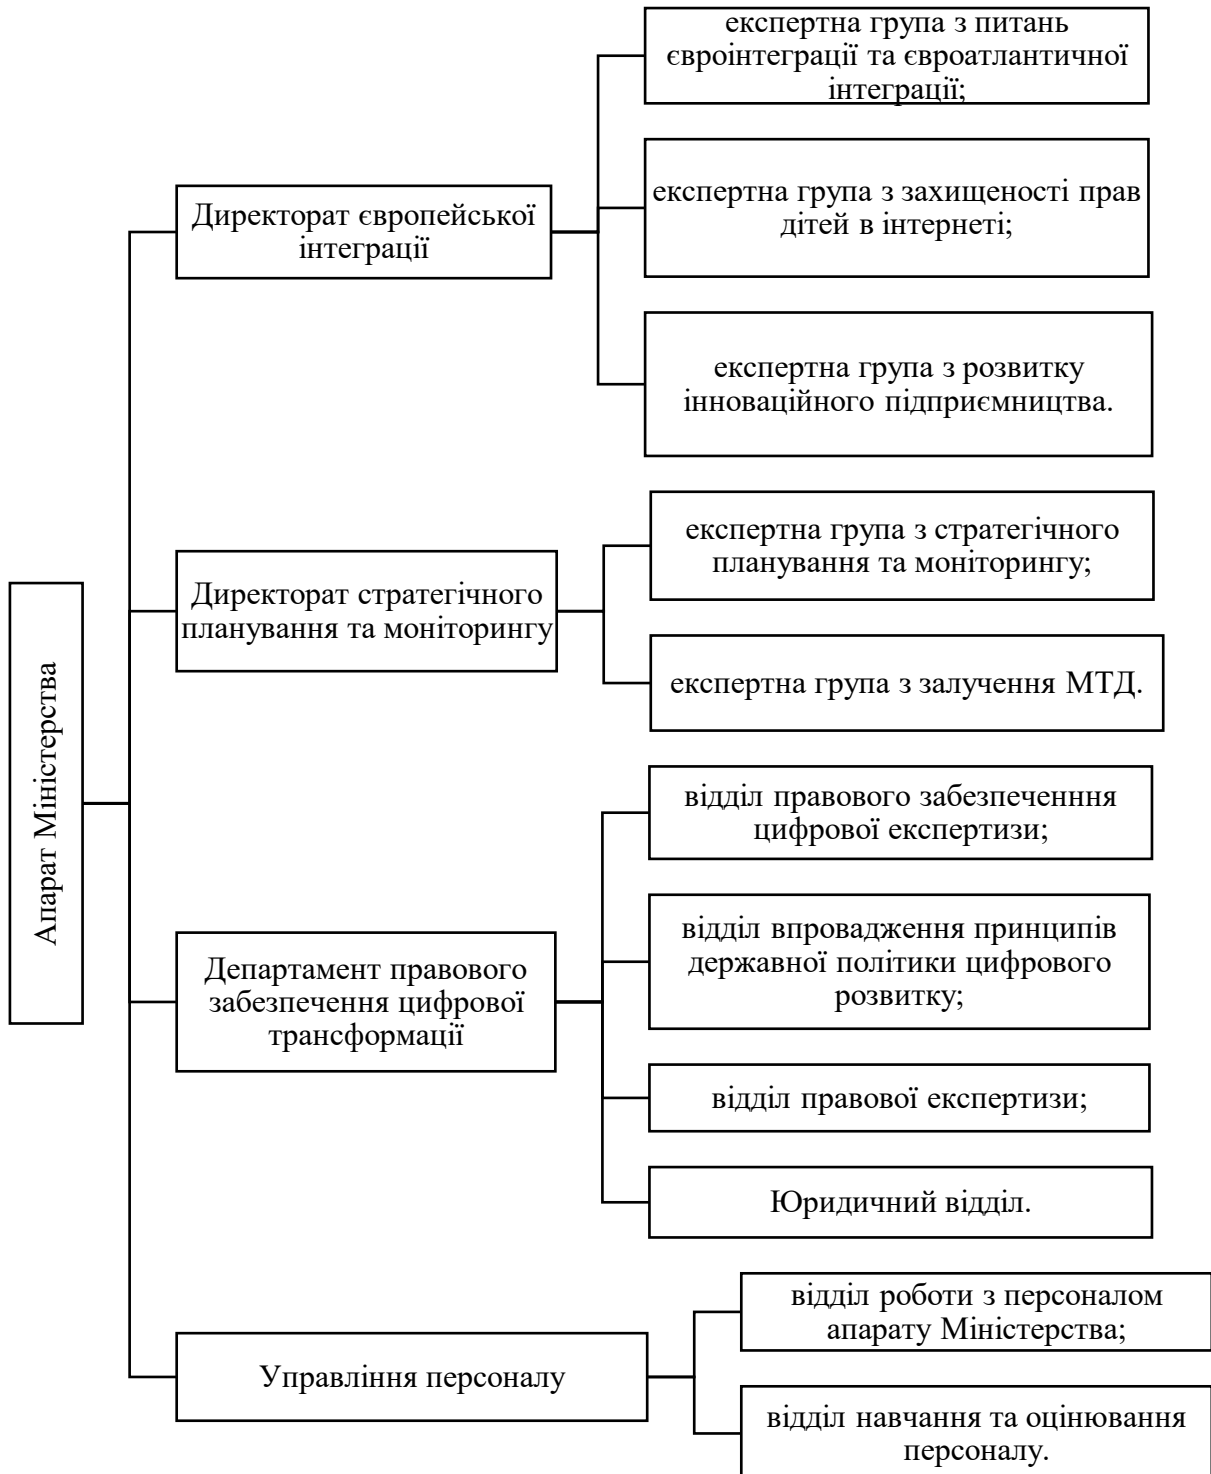 експертна група з питань
євроінтеграції та євроатлантичної
інтеграції;
Директорат європейської
інтеграції
експертна група з захищеності прав
дітей в інтернеті;
експертна група з розвитку
інноваційного підприємництва.
Апарат Міністерства
Директорат стратегічного
планування та моніторингу
експертна група з стратегічного
планування та моніторингу;
експертна група з залучення МТД.
Департамент правового
забезпечення цифрової
трансформації
відділ правового забезпеченння
цифрової експертизи;
відділ впровадження принципів
державної політики цифрового
розвитку;
відділ правової експертизи;
Юридичний відділ.
Управління персоналу
відділ роботи з персоналом
апарату Міністерства;
відділ навчання та оцінювання
персоналу.